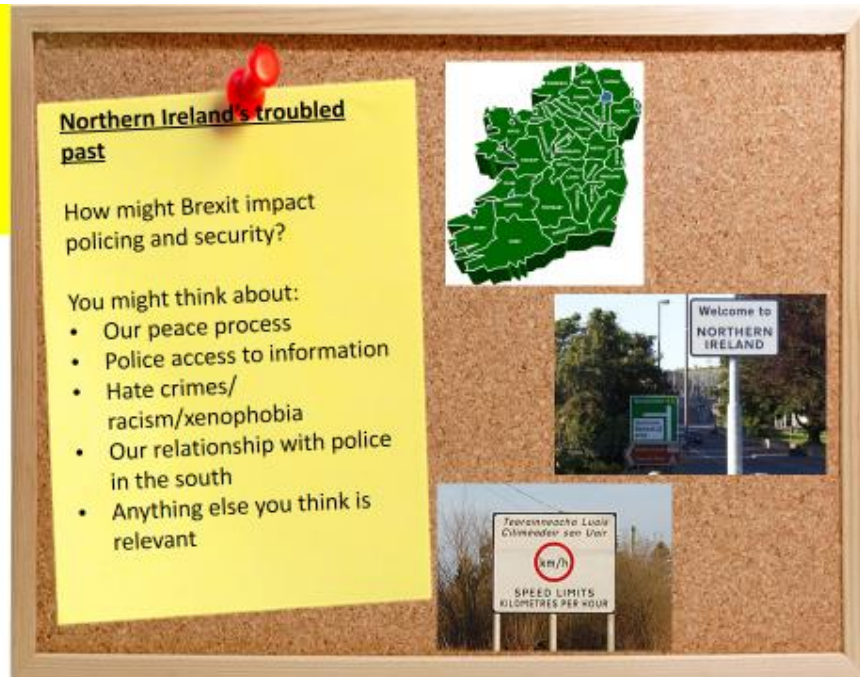 Northern Ireland's troubled
past
How might Brexit impact
policing and security?
You might think about:
• Our peace process
• Police access to information
• Hate crimes/
racism/xenophobia
• Our relationship with police
in the south
• Anything else you think is
relevant
Welcome to
NORTHERN
IRELAND
Teorainneacha Luais
Ciliméadair san Uair
km/h
SPEED LIMITS
KILOMETRES PER HOUR